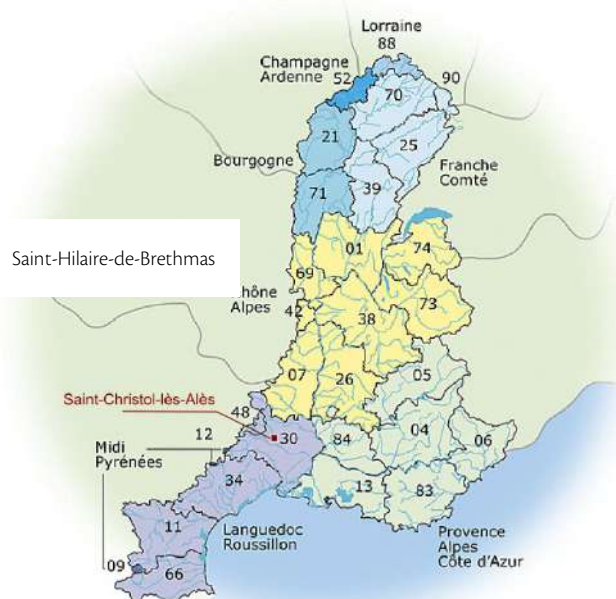 Lorraine
88
Champagne
Ardenne
52
90
70
21
25
Bourgogne
Franche
Comté
71
39
Saint-Hilaire-de-Brethmas
01
74
69
73
Alpes
42
38
07
26
05
Saint-Christol-lès-Alès
48
12
30
84
04
06
Midi
Pyrénées
34
13
83
11
Languedoc
Roussillon
Provence
Alpes
Côte d'Azur
09
66